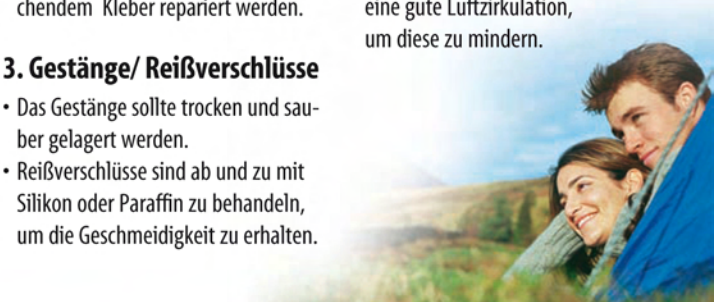 chendem Kleber repariert werden.
3. Gestänge/ Reißverschlüsse
• Das Gestänge sollte trocken und sau-
ber gelagert werden.
• Reißverschlüsse sind ab und zu mit
Silikon oder Paraffin zu behandeln,
um die Geschmeidigkeit zu erhalten.
eine gute Luftzirkulation,
um diese zu mindern.